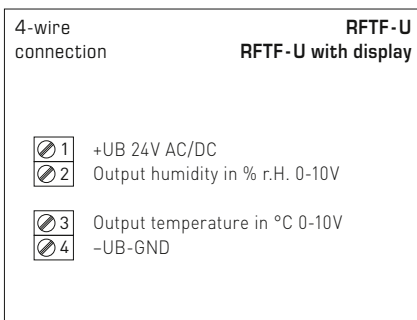 4-wire RFTF-U
connection RFTF-U with display
1 +UB 24V AC/DC
2 Output humidity in % r.H. 0-10V
3 Output temperature in °C 0-10V
4 –UB-GND